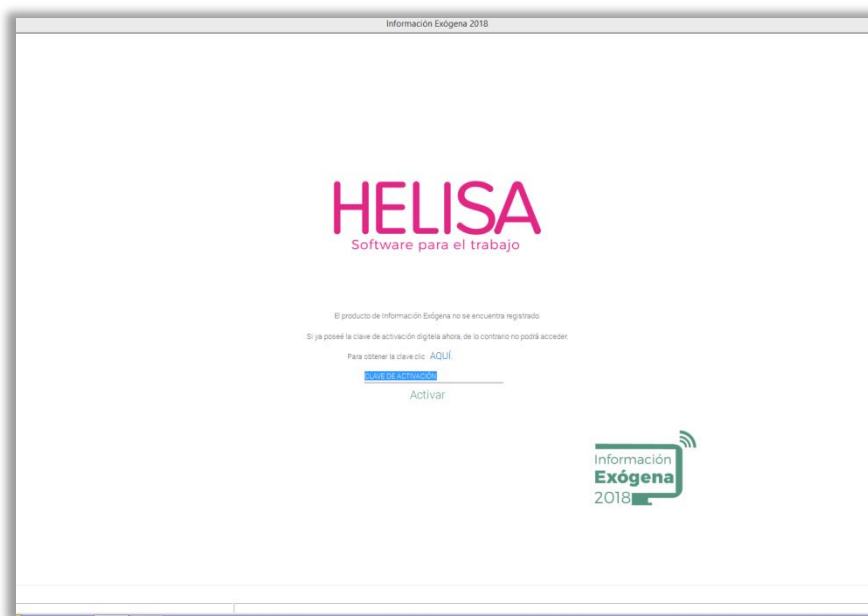 Información Exógena 2018
HELISA
Software para el trabajo
El producto de Información Exógena no se encuentra registrado.
Si ya poseé la clave de activación digitela ahora, de lo contrario no podrá acceder.
Para obtener la clave clic AQUÍ.
CLAVE DE ACTIVACIÓN
Activar
Información
Exógena
2018